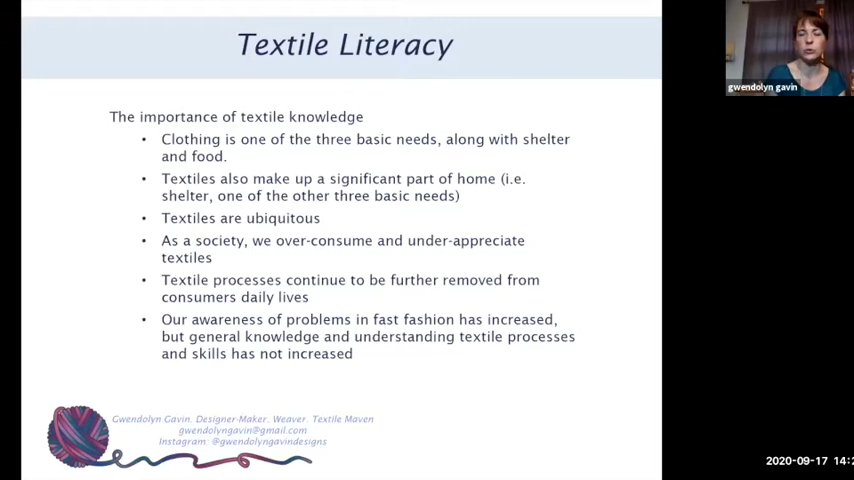 Textile Literacy
gwendolyn gavin
The importance of textile knowledge
• Clothing is one of the three basic needs, along with shelter
and food.
• Textiles also make up a significant part of home (i.e.
shelter, one of the other three basic needs)
• Textiles are ubiquitous
• As a society, we over-consume and under-appreciate
textiles
• Textile processes continue to be further removed from
consumers daily lives
• Our awareness of problems in fast fashion has increased,
but general knowledge and understanding textile processes
and skills has not increased
Gwendolyn Gavin. Designer-Maker. Weaver. Textile Maven
gwendolyngavin@gmail.com
Instagram: @gwendolyngavindesigns
2020-09-17 14:2